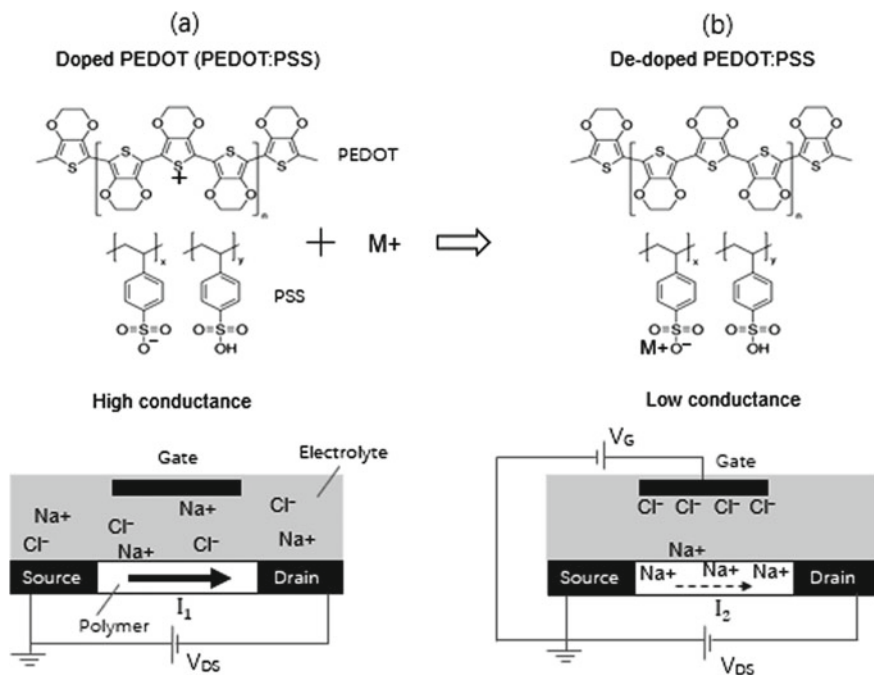 (a)
Doped PEDOT (PEDOT:PSS)
O O O O
S S S S S
+
O O O O O O
n
PEDOT
x y
+ M+
PSS
O=S=O O=S=O
O− OH
High conductance
Gate
Electrolyte
Na+ Na+ Cl−
Cl− Cl− Na+ Cl− Na+
Source Drain
Polymer I1
VDS
(b)
De-doped PEDOT:PSS
O O O O
S S S S S
O O O O O O
n
x y
O=S=O O=S=O
M+O− OH
Low conductance
VG
Gate
Cl− Cl− Cl− Cl−
Na+
Source Na+ Na+ Na+ Drain
I2
VDS